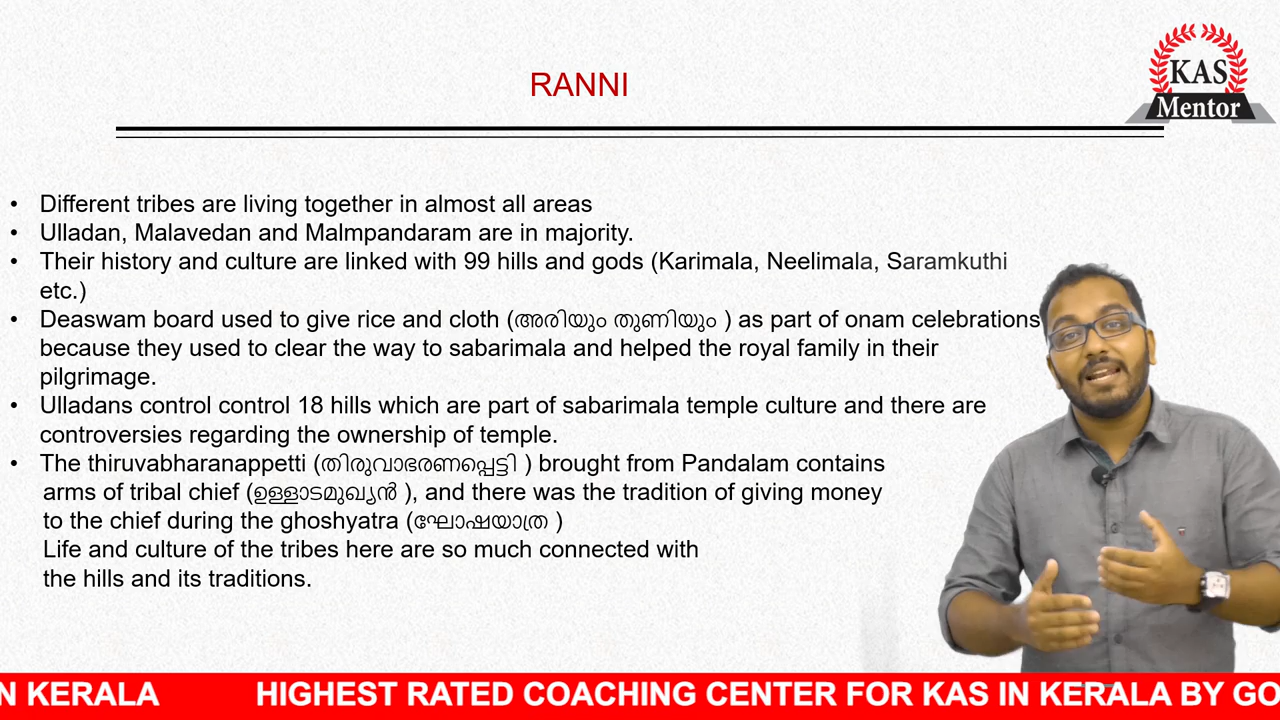 RANNI
KAS
Mentor
• Different tribes are living together in almost all areas
• Ulladan, Malavedan and Malmpandaram are in majority.
• Their history and culture are linked with 99 hills and gods (Karimala, Neelimala, Saramkuthi
etc.)
• Deaswam board used to give rice and cloth (അരിയും തുണിയും ) as part of onam celebrations
because they used to clear the way to sabarimala and helped the royal family in their
pilgrimage.
• Ulladans control control 18 hills which are part of sabarimala temple culture and there are
controversies regarding the ownership of temple.
• The thiruvabharanappetti (തിരുവാഭരണപ്പെട്ടി ) brought from Pandalam contains
arms of tribal chief (ഉള്ളാടമുഖ്യൻ ), and there was the tradition of giving money
to the chief during the ghoshyatra (ഘോഷയാത്ര )
Life and culture of the tribes here are so much connected with
the hills and its traditions.
N KERALA HIGHEST RATED COACHING CENTER FOR KAS IN KERALA BY GO